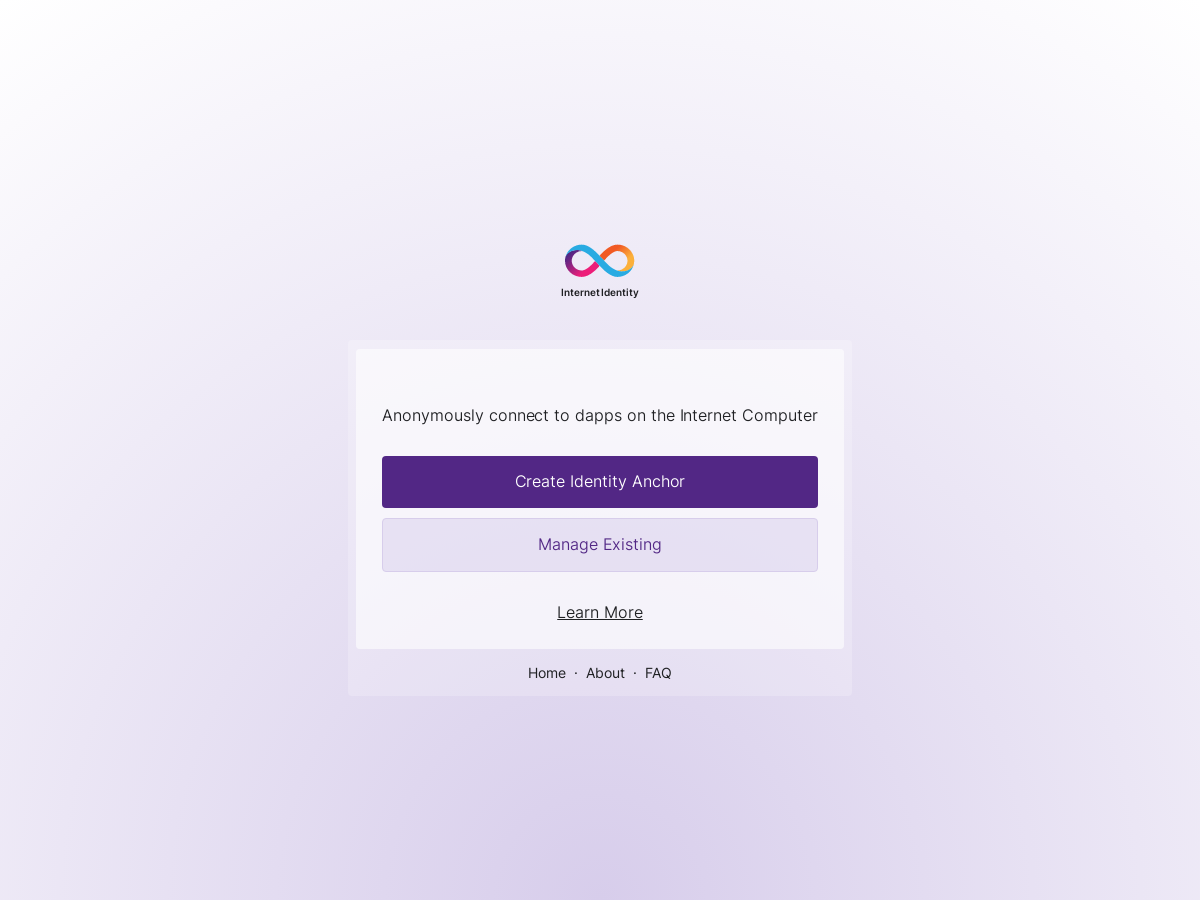 Internet Identity
Anonymously connect to dapps on the Internet Computer
Create Identity Anchor
Manage Existing
Learn More
Home · About · FAQ